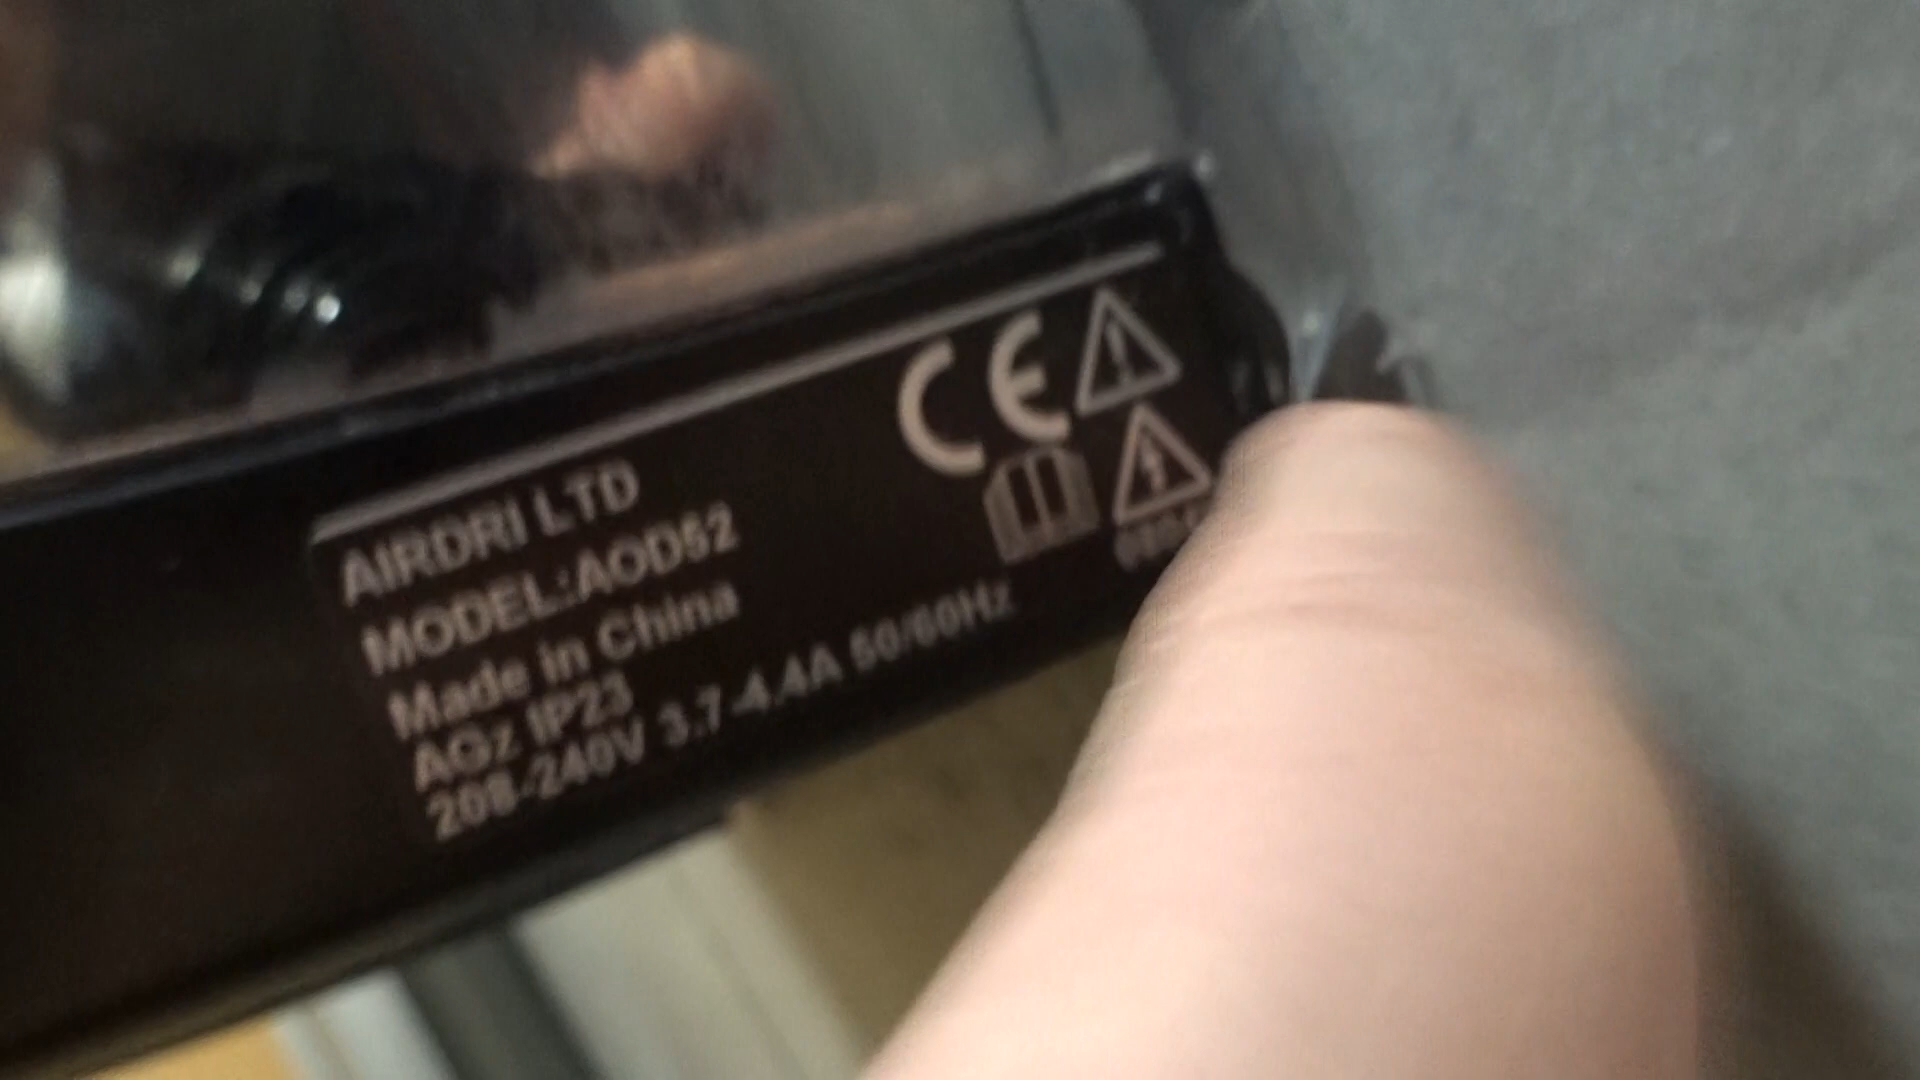 AIRDRI LTD
MODEL:AOD52
Made in China
AGz IP23
208-240V 3.7-4.4A 50/60Hz
CE